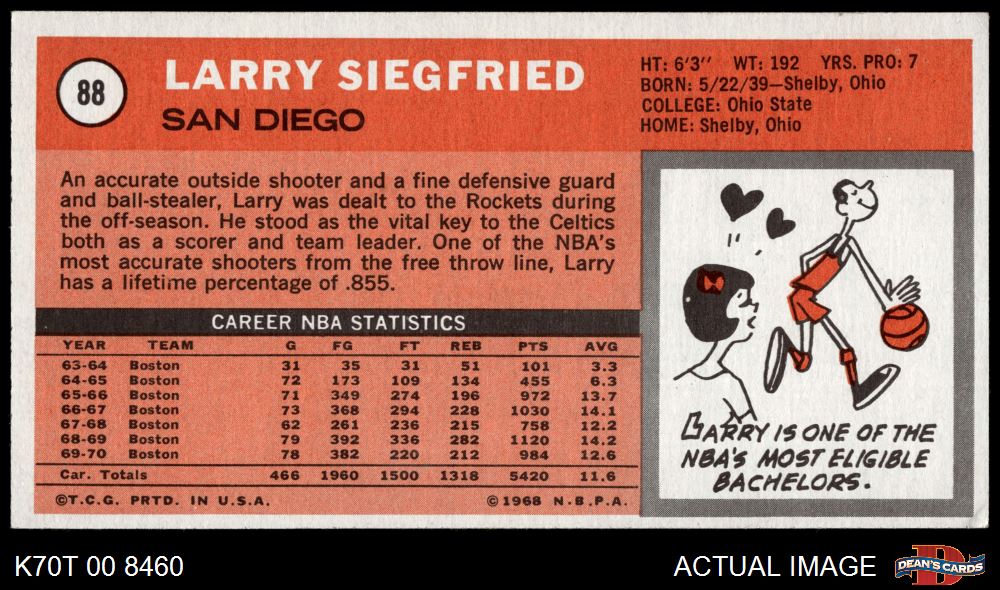 88
LARRY SIEGFRIED
SAN DIEGO
HT: 6'3'' WT: 192 YRS. PRO: 7
BORN: 5/22/39—Shelby, Ohio
COLLEGE: Ohio State
HOME: Shelby, Ohio
An accurate outside shooter and a fine defensive guard
and ball-stealer, Larry was dealt to the Rockets during
the off-season. He stood as the vital key to the Celtics
both as a scorer and team leader. One of the NBA's
most accurate shooters from the free throw line, Larry
has a lifetime percentage of .855.
CAREER NBA STATISTICS
YEAR TEAM G FG FT REB PTS AVG
63-64 Boston 31 35 31 51 101 3.3
64-65 Boston 72 173 109 134 455 6.3
65-66 Boston 71 349 274 196 972 13.7
66-67 Boston 73 368 294 228 1030 14.1
67-68 Boston 62 261 236 215 758 12.2
68-69 Boston 79 392 336 282 1120 14.2
69-70 Boston 78 382 220 212 984 12.6
Car. Totals 466 1960 1500 1318 5420 11.6
©T.C.G. PRTD. IN U.S.A. ©1968 N.B.P.A.
LARRY IS ONE OF THE
NBA'S MOST ELIGIBLE
BACHELORS.
K70T 00 8460
ACTUAL IMAGE
D
DEAN'S CARDS